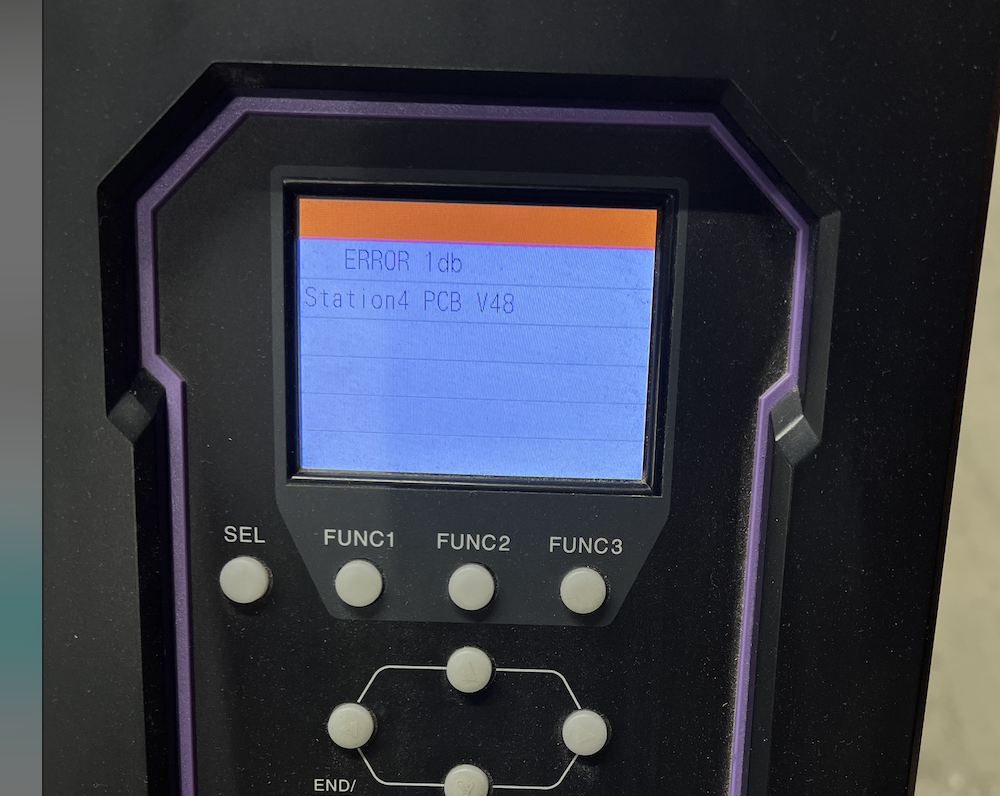 ERROR 1db
Station4 PCB V48
SEL
FUNC1
FUNC2
FUNC3
END/